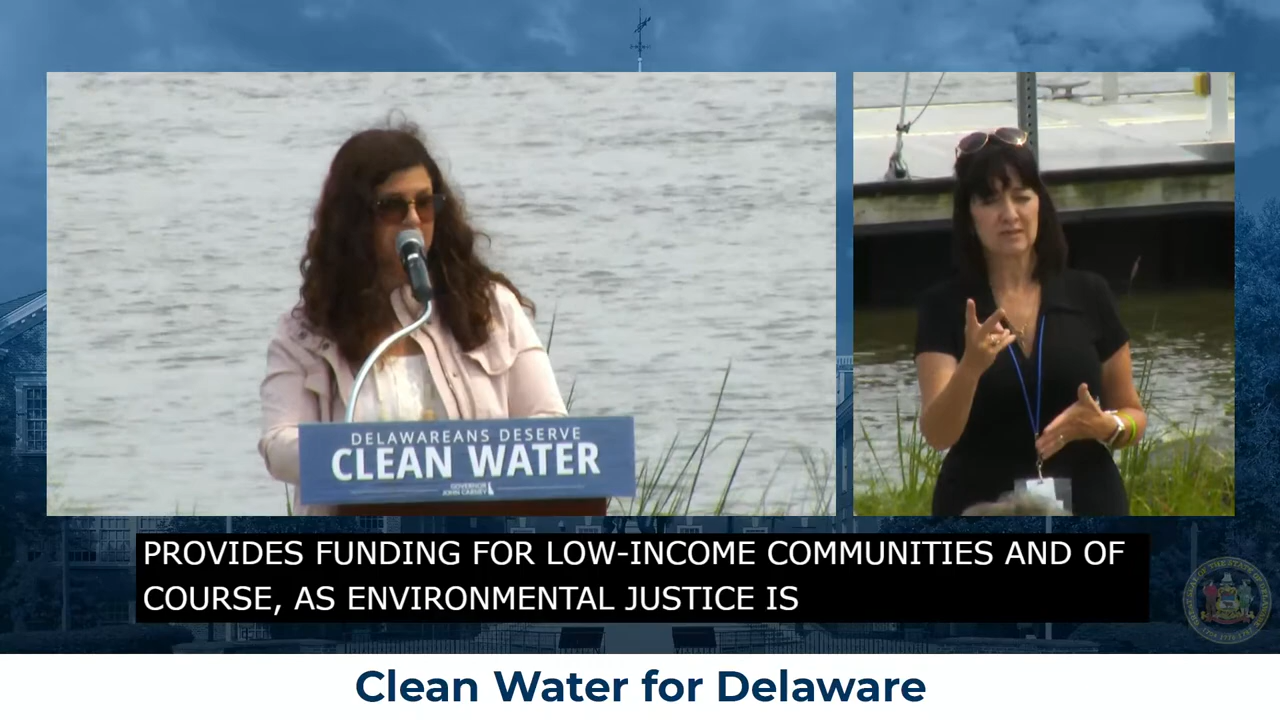 DELAWAREANS DESERVE
CLEAN WATER
GOVERNOR
JOHN CARNEY
PROVIDES FUNDING FOR LOW-INCOME COMMUNITIES AND OF
COURSE, AS ENVIRONMENTAL JUSTICE IS
Clean Water for Delaware